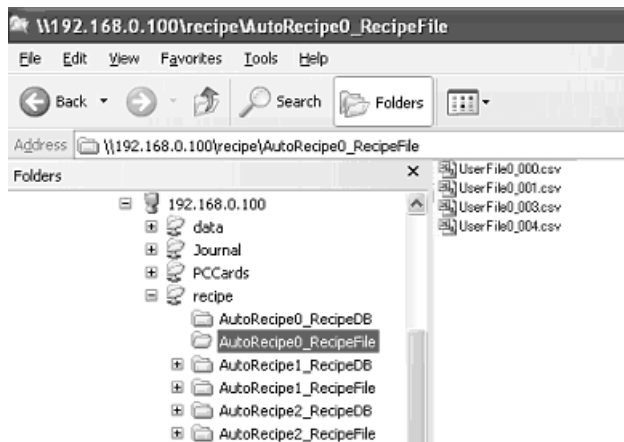 \\192.168.0.100\recipe\AutoRecipe0_RecipeFile
File Edit View Favorites Tools Help
Back Search Folders
Address \\192.168.0.100\recipe\AutoRecipe0_RecipeFile
Folders
192.168.0.100
data
Journal
PCCards
recipe
AutoRecipe0_RecipeDB
AutoRecipe0_RecipeFile
AutoRecipe1_RecipeDB
AutoRecipe1_RecipeFile
AutoRecipe2_RecipeDB
AutoRecipe2_RecipeFile
UserFile0_000.csv
UserFile0_001.csv
UserFile0_003.csv
UserFile0_004.csv